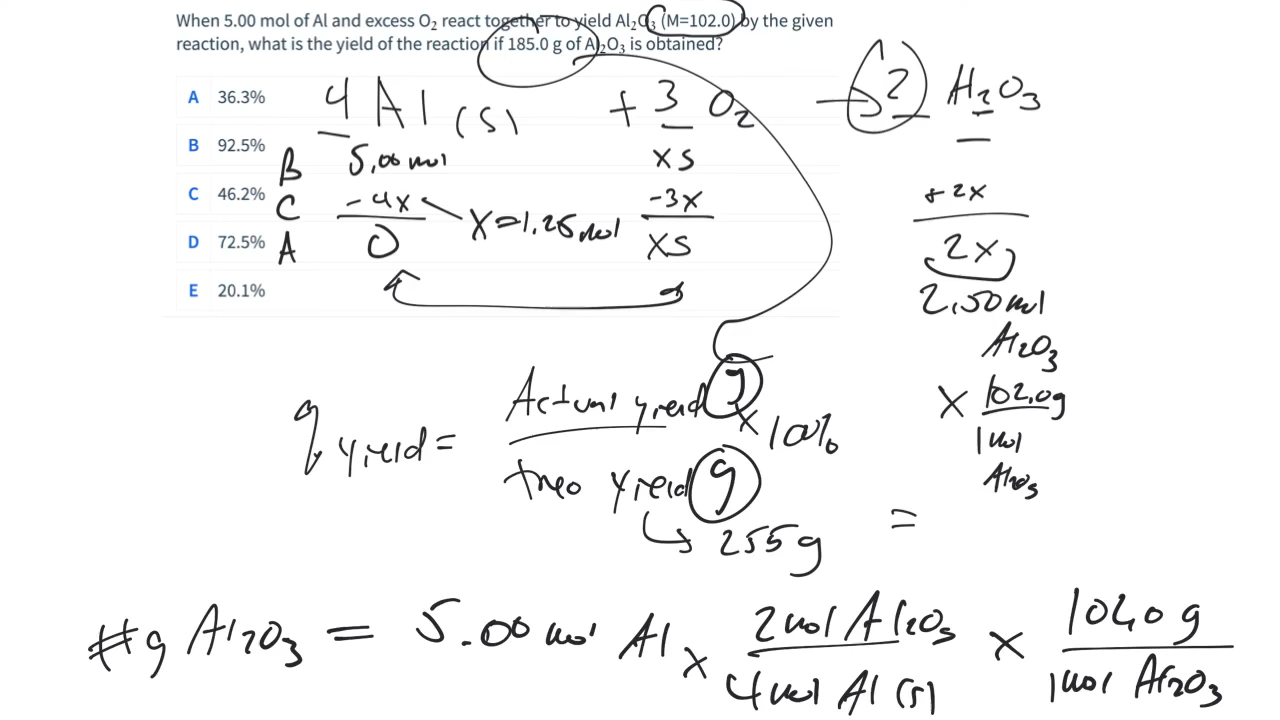 When 5.00 mol of Al and excess O₂ react together to yield Al₂O₃ (M=102.0) by the given
reaction, what is the yield of the reaction if 185.0 g of Al₂O₃ is obtained?
A 36.3%
B 92.5%
C 46.2%
D 72.5%
E 20.1%
4 Al (s) + 3 O₂ → 2 Al₂O₃
B 5.00 mol xs
C -4x -3x +2x
x=1.25 mol
A 0 xs 2x
2.50 mol
Al₂O₃
x 102.0g
1 mol
Al₂O₃
% yield = Actual yield g x 100%
theo yield g
↳ 255 g
=
#g Al₂O₃ = 5.00 mol Al x 2 mol Al₂O₃ x 102.0 g
4 mol Al (s) 1 mol Al₂O₃